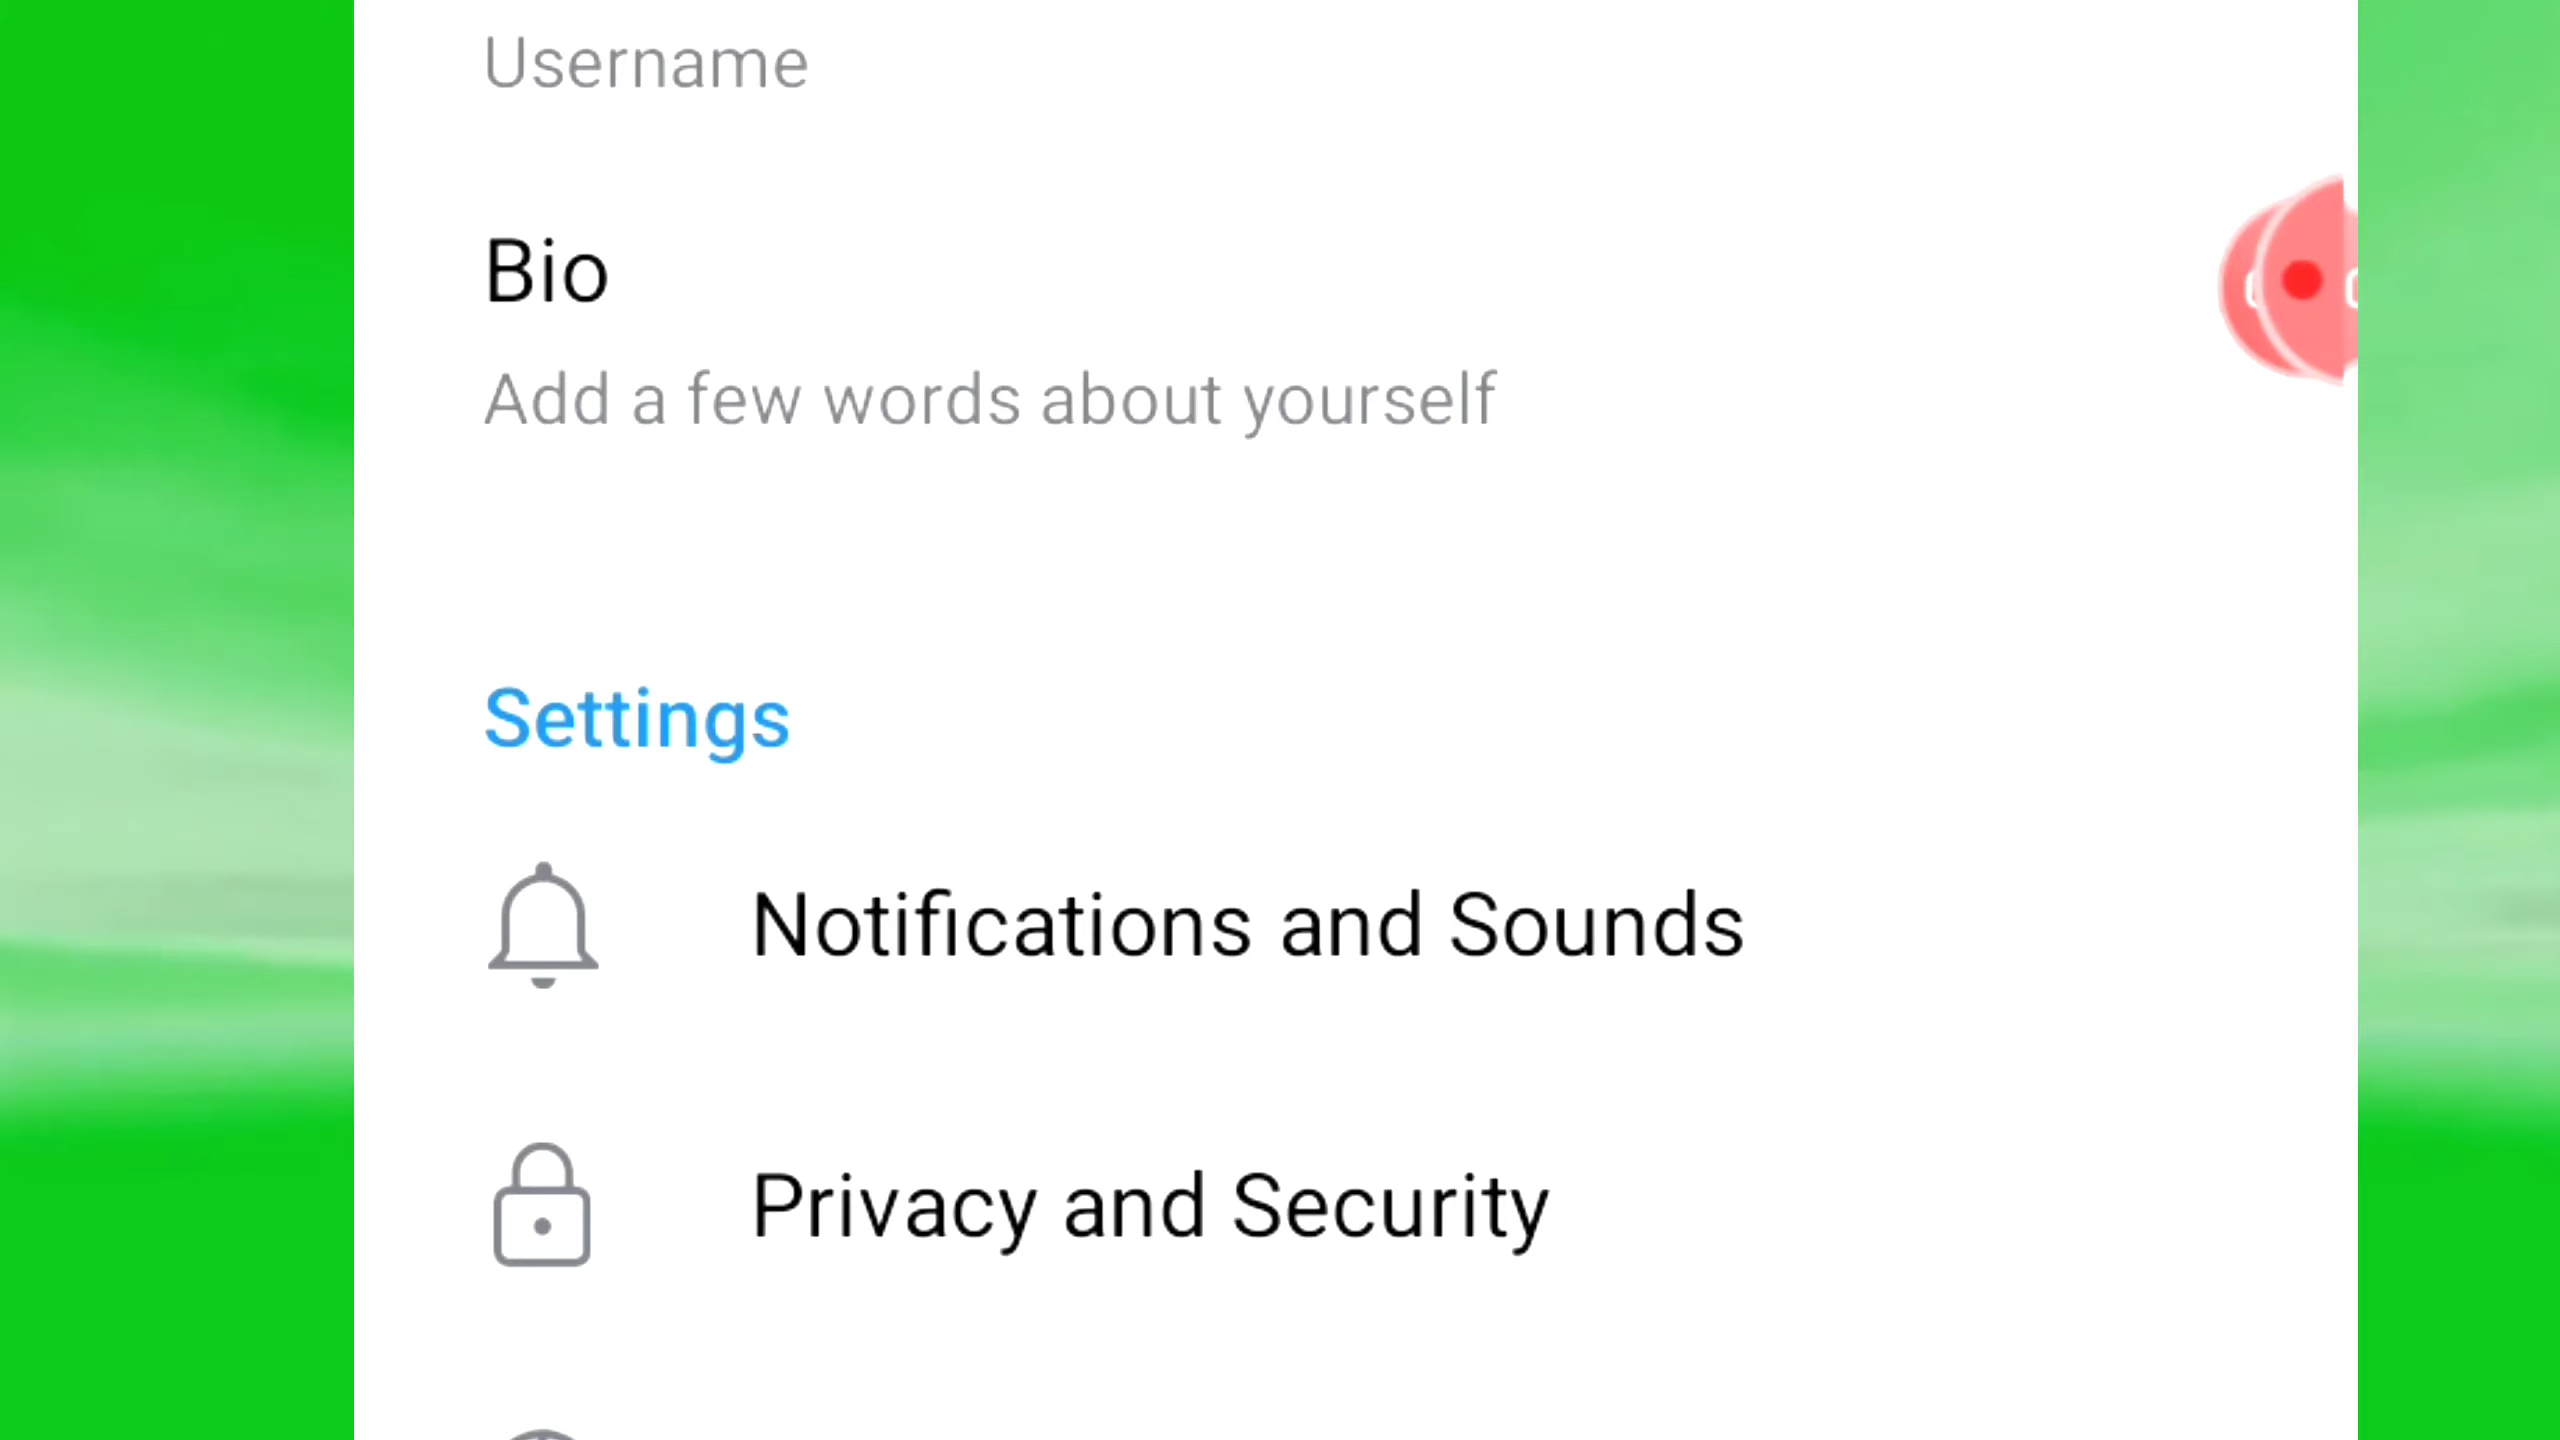 Username
Bio
Add a few words about yourself
Settings
Notifications and Sounds
Privacy and Security